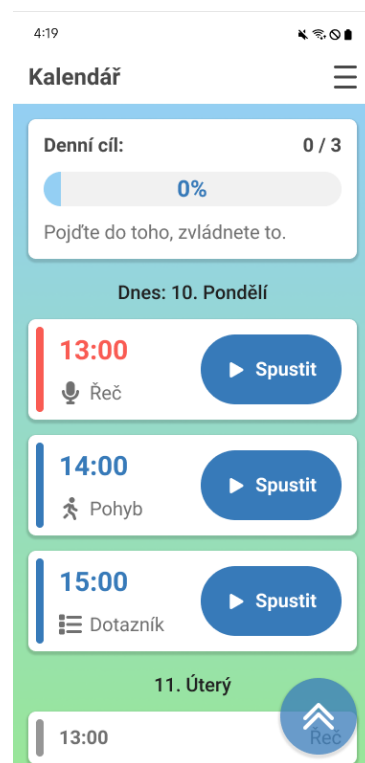 4:19
Kalendář
Denní cíl: 0 / 3
0%
Pojďte do toho, zvládnete to.
Dnes: 10. Pondělí
13:00
Řeč
Spustit
14:00
Pohyb
Spustit
15:00
Dotazník
Spustit
11. Úterý
13:00 Řeč